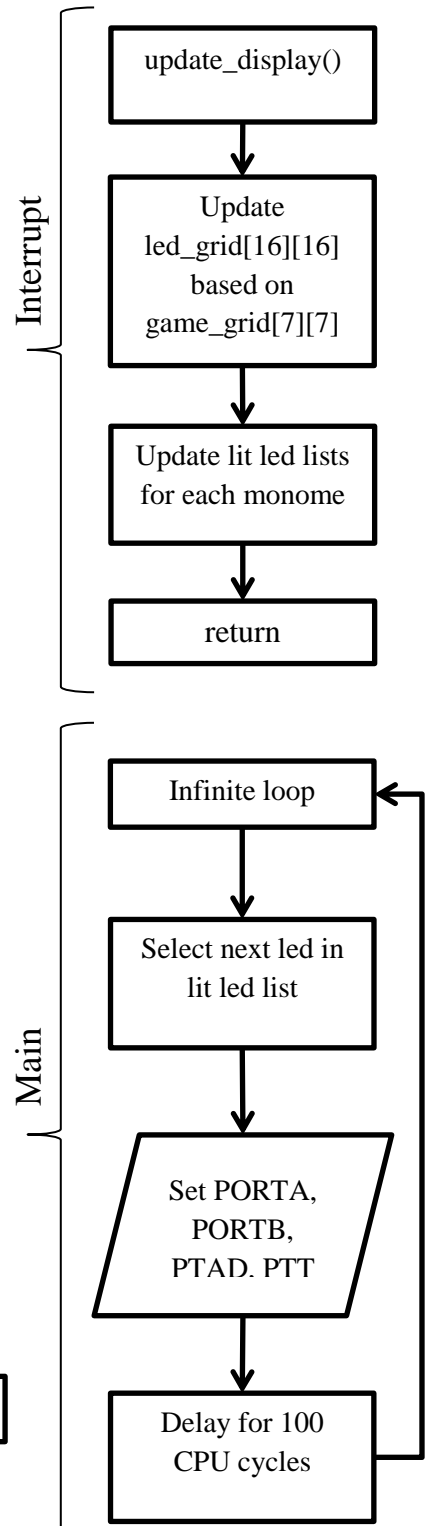 Interrupt
update_display()
Update
led_grid[16][16]
based on
game_grid[7][7]
Update lit led lists
for each monome
return
Main
Infinite loop
Select next led in
lit led list
Set PORTA,
PORTB,
PTAD, PTT
Delay for 100
CPU cycles